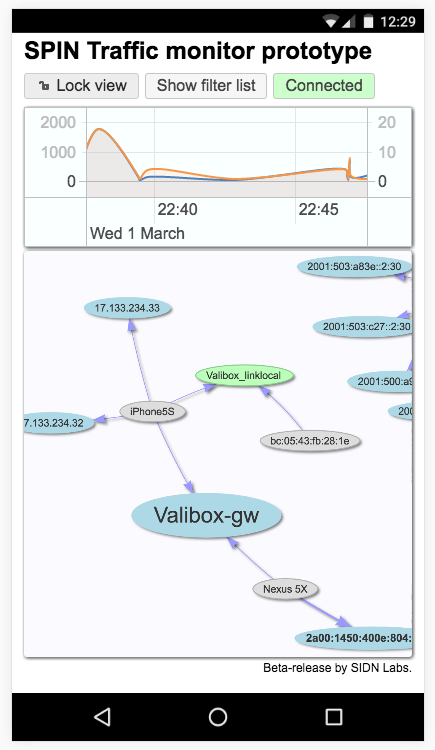 12:29
SPIN Traffic monitor prototype
Lock view Show filter list Connected
2000 20
1000 10
0 0
22:40 22:45
Wed 1 March
2001:503:a83e::2:30
17.133.234.33
2001:503:c27::2:30
Valibox_linklocal
2001:500:a9
iPhone5S
200
7.133.234.32
bc:05:43:fb:28:1e
Valibox-gw
Nexus 5X
2a00:1450:400e:804:
Beta-release by SIDN Labs.